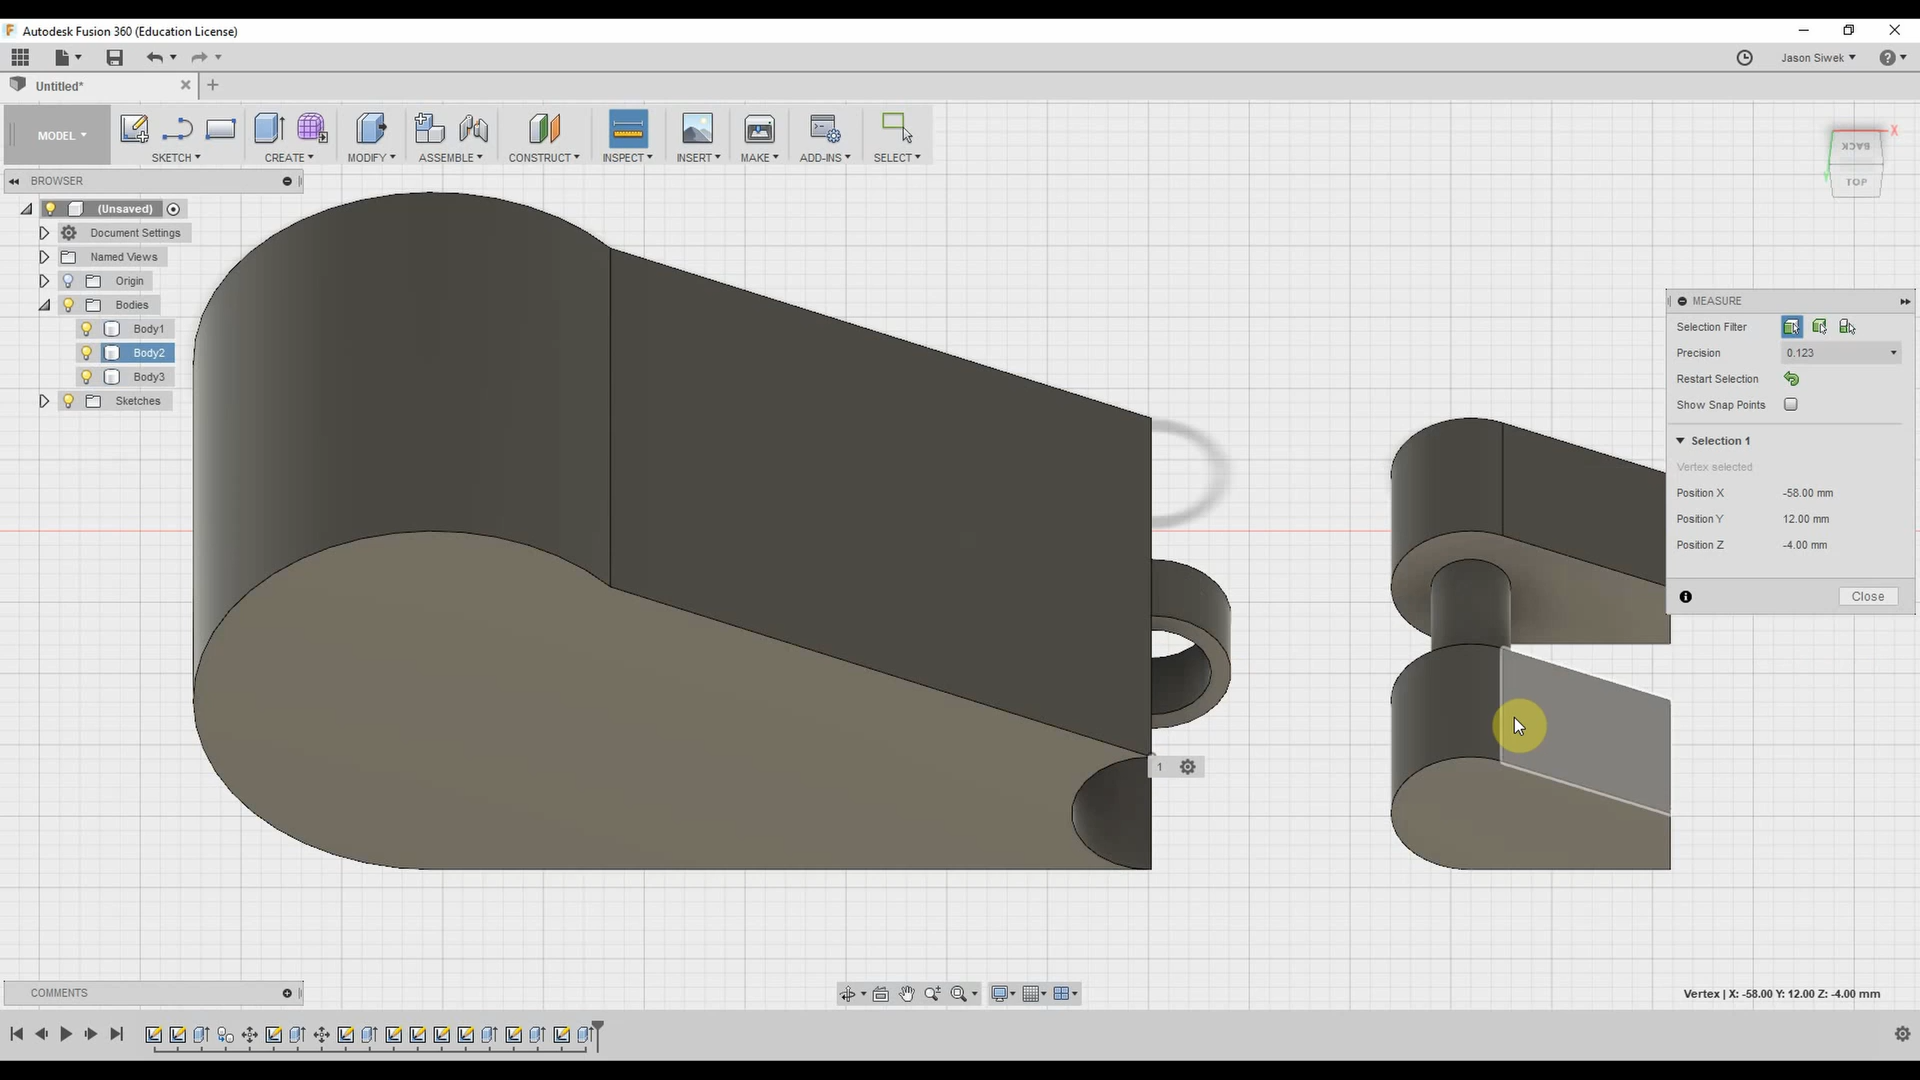 Autodesk Fusion 360 (Education License)
Jason Siwek
Untitled*
MODEL
SKETCH
CREATE
MODIFY
ASSEMBLE
CONSTRUCT
INSPECT
INSERT
MAKE
ADD-INS
SELECT
BACK
TOP
X
Y
BROWSER
(Unsaved)
Document Settings
Named Views
Origin
Bodies
Body1
Body2
Body3
Sketches
MEASURE
Selection Filter
Precision 0.123
Restart Selection
Show Snap Points
Selection 1
Vertex selected
Position X -58.00 mm
Position Y 12.00 mm
Position Z -4.00 mm
Close
1
COMMENTS
Vertex | X: -58.00 Y: 12.00 Z: -4.00 mm